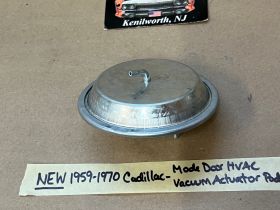 Kenilworth, NJ
NEW 1959-1970 Cadillac - Mode Door HVAC
Vacuum Actuator Pod